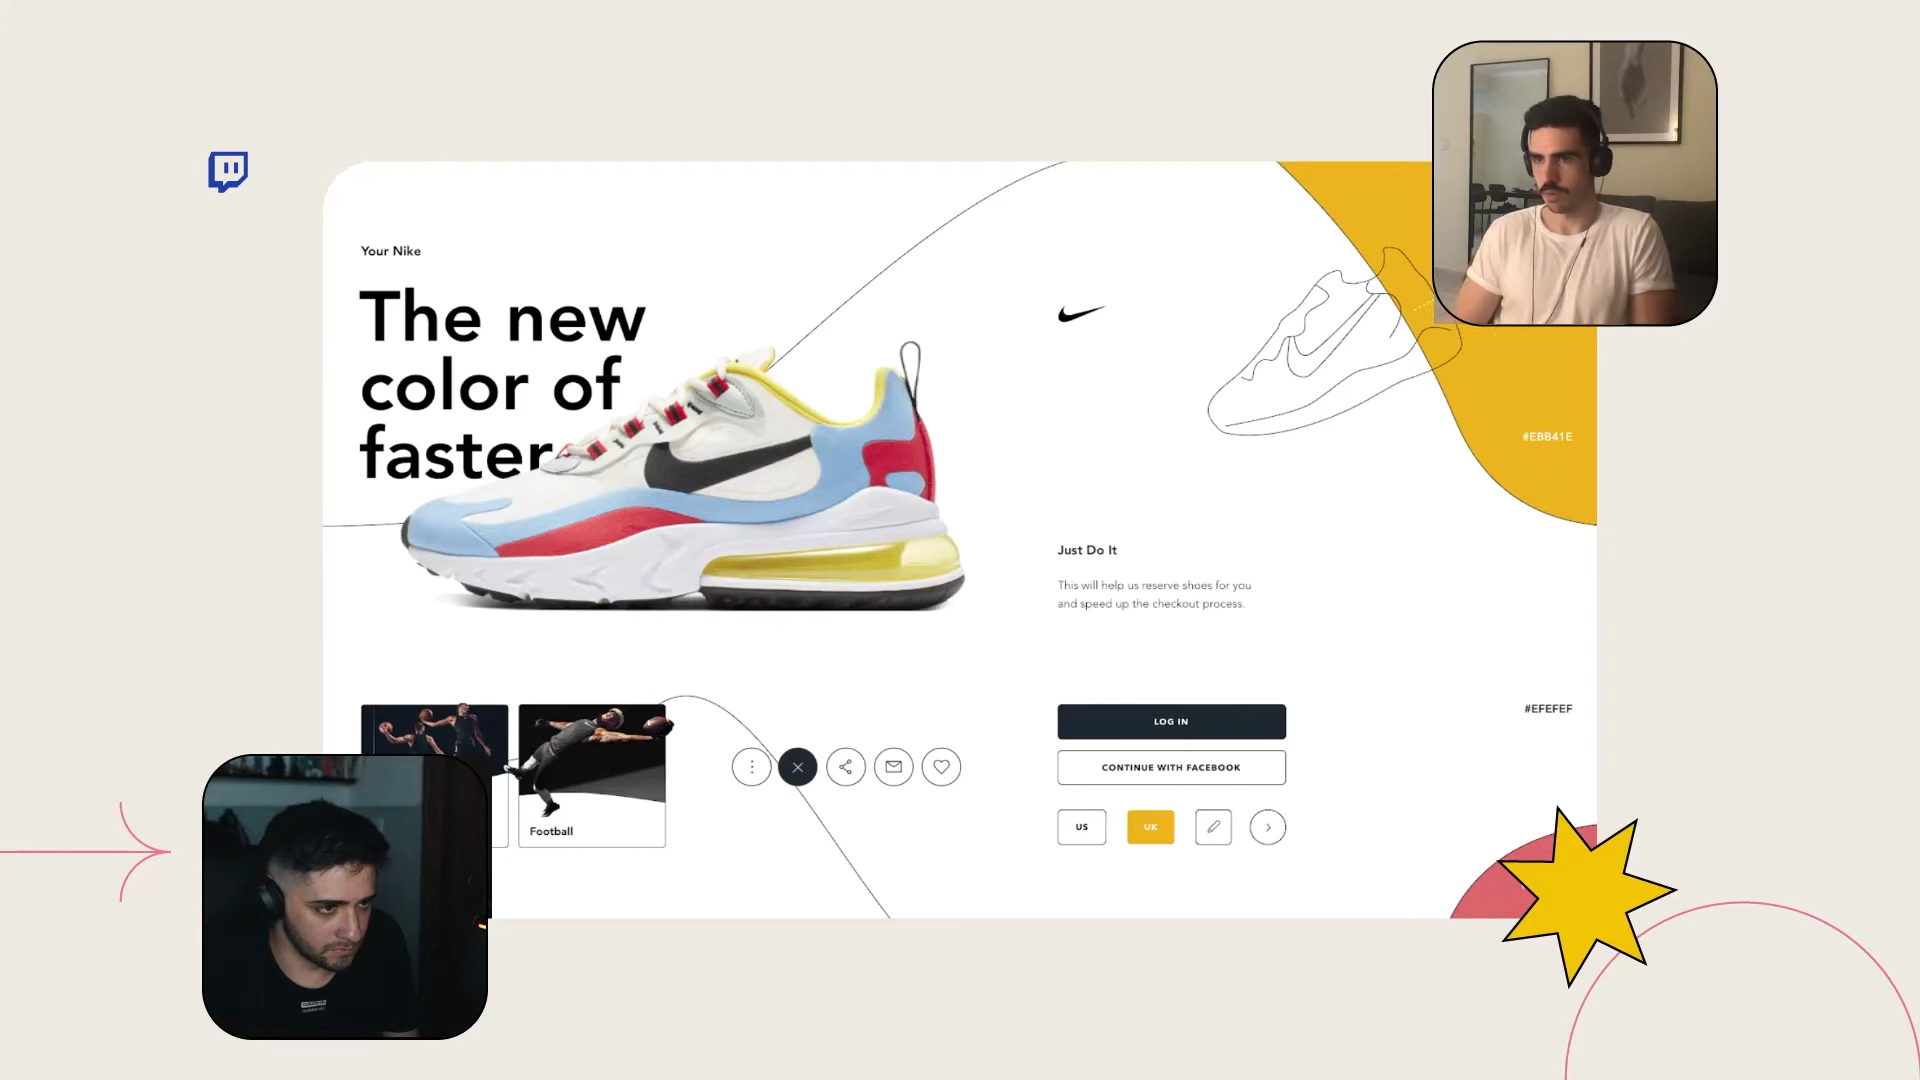 Your Nike
The new
color of
faster
#EBB41E
Just Do It
This will help us reserve shoes for you
and speed up the checkout process.
Football
LOG IN
CONTINUE WITH FACEBOOK
US
UK
#EFEFEF